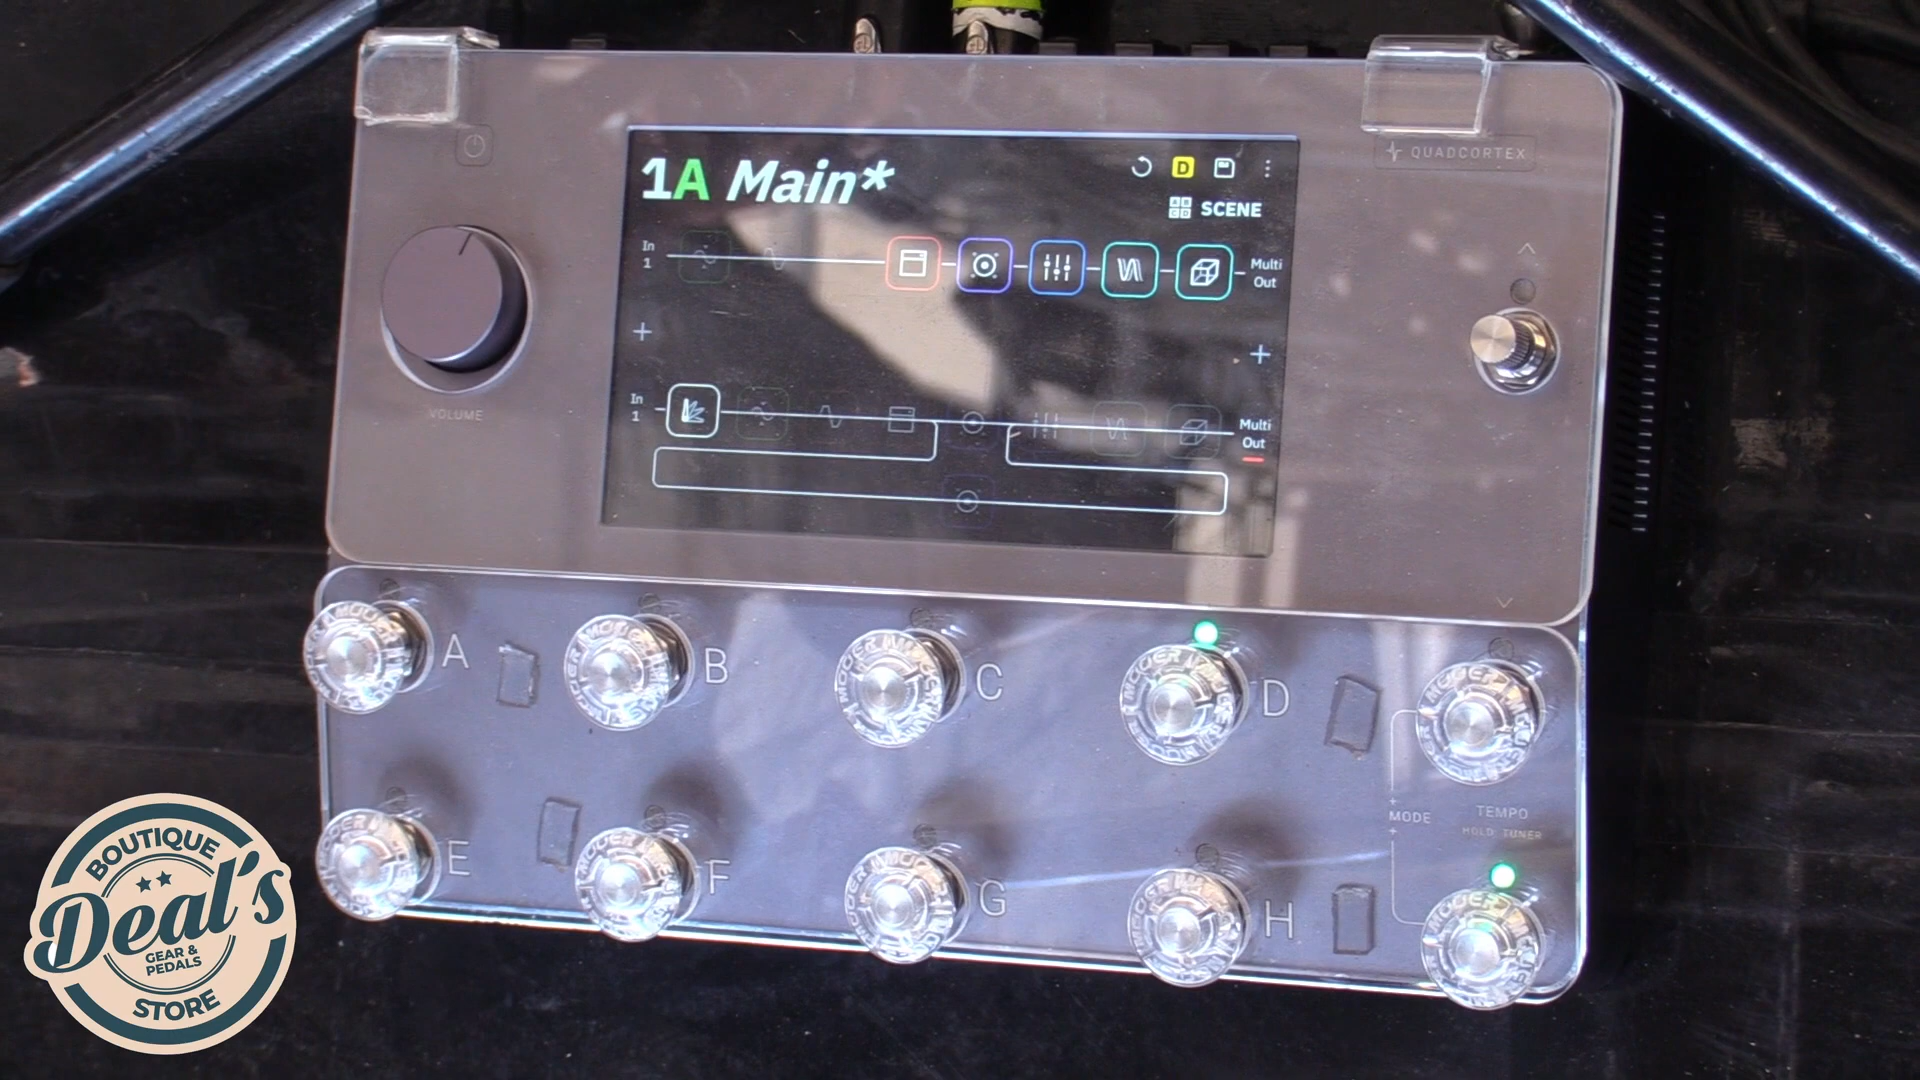 1A Main*
D
SCENE
QUADCORTEX
In
1
Multi
Out
In
1
Multi
Out
VOLUME
A
B
C
D
MODE
TEMPO
HOLD TUNER
E
F
G
H
BOUTIQUE
Deal's
GEAR &
PEDALS
STORE